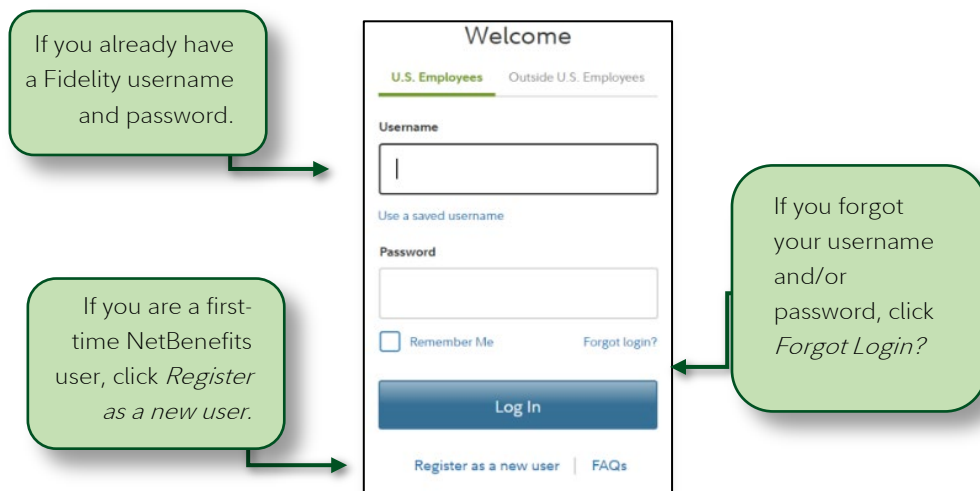 If you already have
a Fidelity username
and password.
If you are a first-
time NetBenefits
user, click Register
as a new user.
Welcome
U.S. Employees
Outside U.S. Employees
Username
Use a saved username
Password
Remember Me
Forgot login?
Log In
Register as a new user | FAQs
If you forgot
your username
and/or
password, click
Forgot Login?